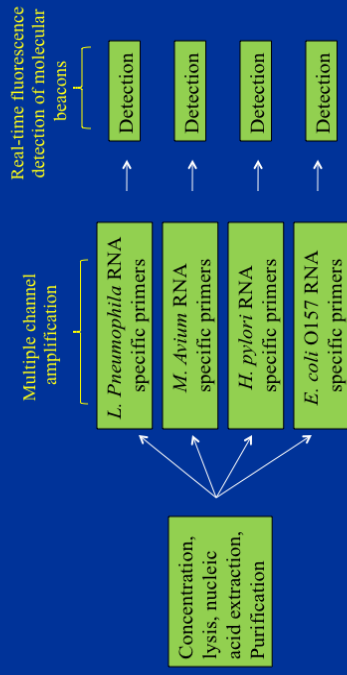 Concentration,
lysis, nucleic
acid extraction,
Purification
Multiple channel
amplification
L. Pneumophila RNA
specific primers
M. Avium RNA
specific primers
H. pylori RNA
specific primers
E. coli O157 RNA
specific primers
Real-time fluorescence
detection of molecular
beacons
Detection
Detection
Detection
Detection